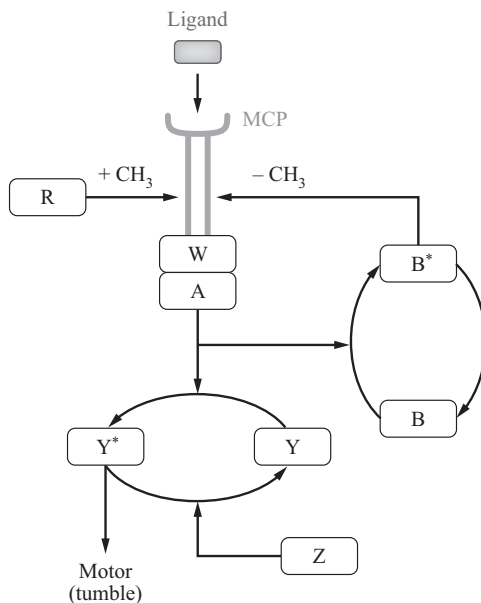 Ligand
MCP
+ CH3
– CH3
R
W
B*
A
B
Y*
Y
Z
Motor
(tumble)